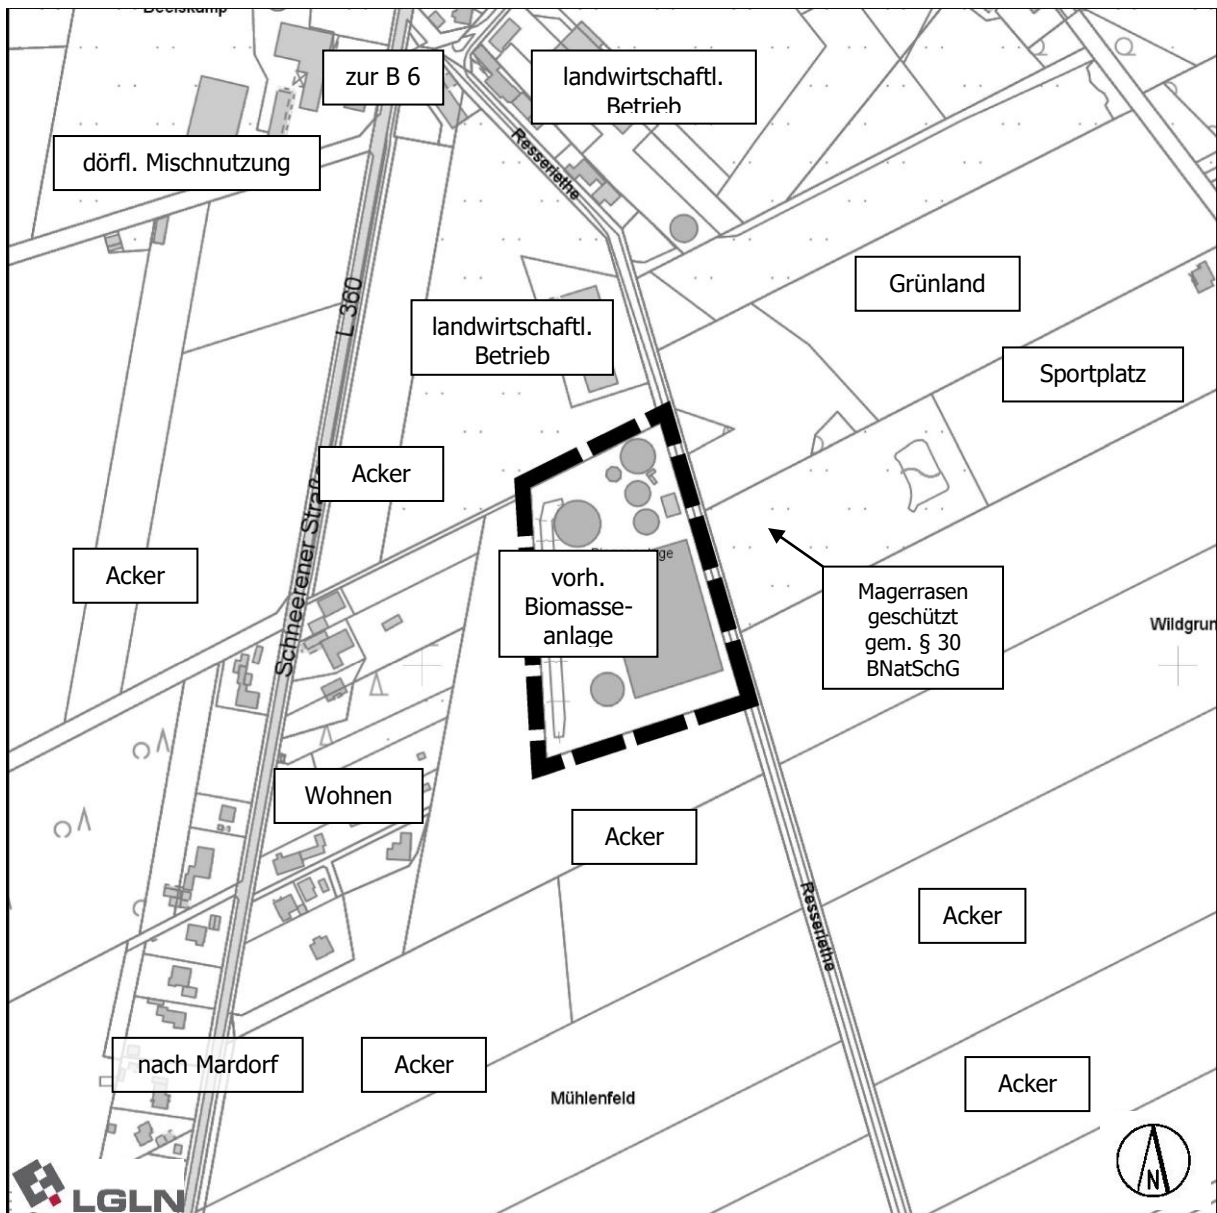 zur B 6
landwirtschaftl.
Betrieb
dörfl. Mischnutzung
Resseriethe
Grünland
L 360
landwirtschaftl.
Betrieb
Sportplatz
Acker
Schneerener Straße
Acker
vorh.
Biomasse-
anlage
Magerrasen
geschützt
gem. § 30
BNatSchG
Wohnen
Acker
Acker
Resseriethe
nach Mardorf
Acker
Mühlenfeld
Acker
N
LGLN